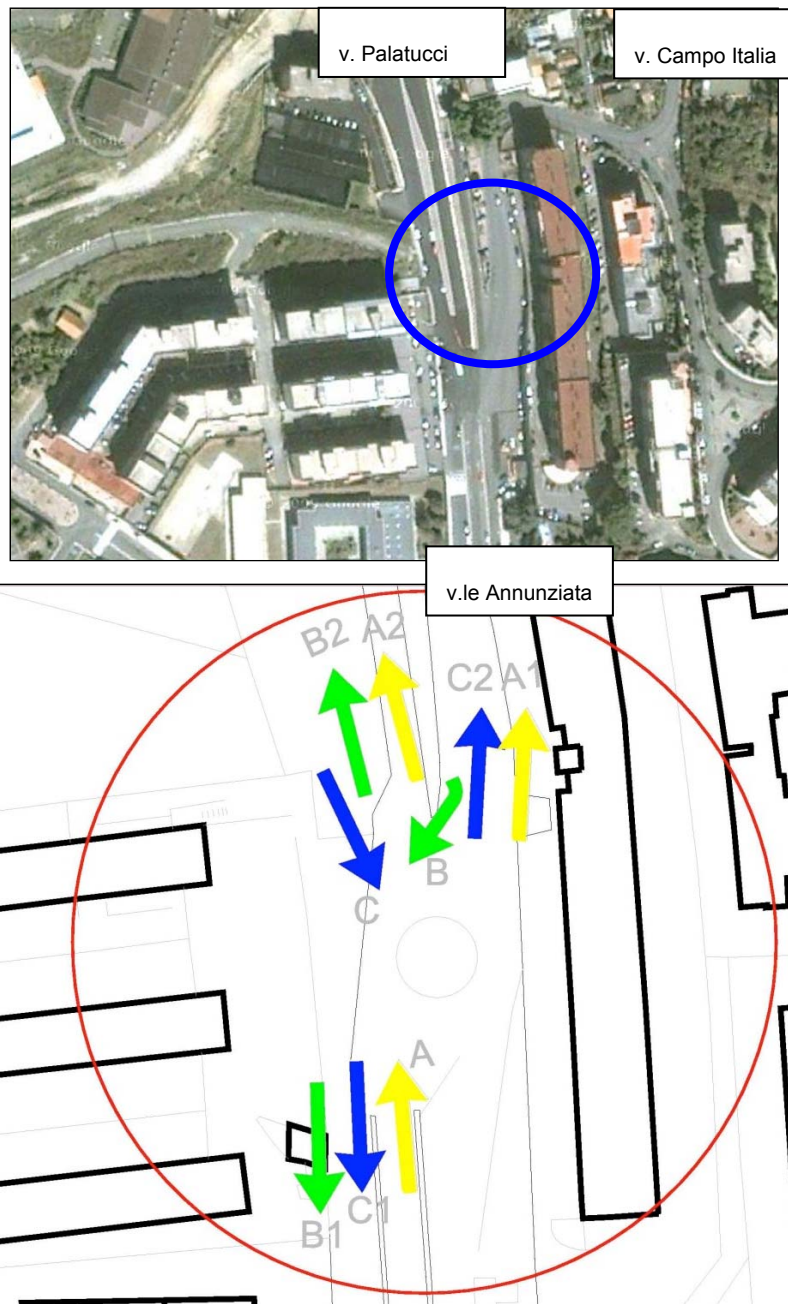 v. Palatucci
v. Campo Italia
v.le Annunziata
B2 A2
C2 A1
B
C
A
C1
B1